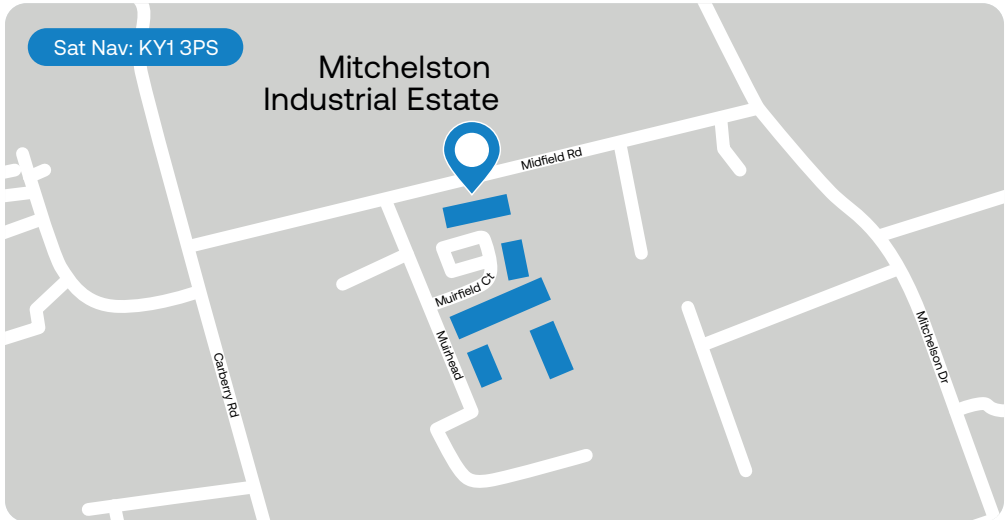 Sat Nav: KY1 3PS
Mitchelston
Industrial Estate
Midfield Rd
Muirfield Ct
Muirhead
Carberry Rd
Mitchelson Dr